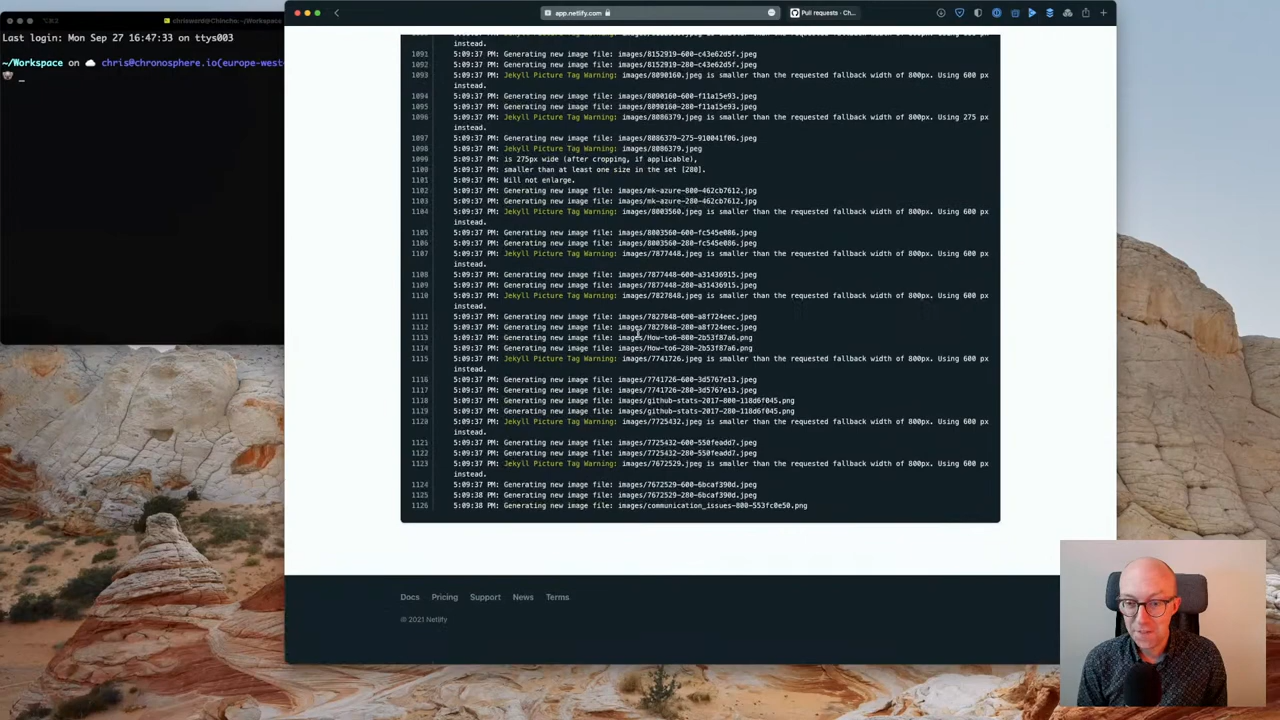 chriswerd@Chincho:~/Workspace
Last login: Mon Sep 27 16:47:33 on ttys003
~/Workspace on chris@chronosphere.io(europe-west
app.netlify.com
Pull requests · Ch...
instead.
1091 5:09:37 PM: Generating new image file: images/8152919-600-c43e62d5f.jpeg
1092 5:09:37 PM: Generating new image file: images/8152919-280-c43e62d5f.jpeg
1093 5:09:37 PM: Jekyll Picture Tag Warning: images/8090160.jpeg is smaller than the requested fallback width of 800px. Using 600 px
instead.
1094 5:09:37 PM: Generating new image file: images/8090160-600-f11a15e93.jpeg
1095 5:09:37 PM: Generating new image file: images/8090160-280-f11a15e93.jpeg
1096 5:09:37 PM: Jekyll Picture Tag Warning: images/8086379.jpeg is smaller than the requested fallback width of 800px. Using 275 px
instead.
1097 5:09:37 PM: Generating new image file: images/8086379-275-910041f06.jpeg
1098 5:09:37 PM: Jekyll Picture Tag Warning: images/8086379.jpeg
1099 5:09:37 PM: is 275px wide (after cropping, if applicable),
1100 5:09:37 PM: smaller than at least one size in the set [280].
1101 5:09:37 PM: Will not enlarge.
1102 5:09:37 PM: Generating new image file: images/mk-azure-800-462cb7612.jpg
1103 5:09:37 PM: Generating new image file: images/mk-azure-280-462cb7612.jpg
1104 5:09:37 PM: Jekyll Picture Tag Warning: images/8003560.jpeg is smaller than the requested fallback width of 800px. Using 600 px
instead.
1105 5:09:37 PM: Generating new image file: images/8003560-600-fc545e086.jpeg
1106 5:09:37 PM: Generating new image file: images/8003560-280-fc545e086.jpeg
1107 5:09:37 PM: Jekyll Picture Tag Warning: images/7877448.jpeg is smaller than the requested fallback width of 800px. Using 600 px
instead.
1108 5:09:37 PM: Generating new image file: images/7877448-600-a31436915.jpeg
1109 5:09:37 PM: Generating new image file: images/7877448-280-a31436915.jpeg
1110 5:09:37 PM: Jekyll Picture Tag Warning: images/7827848.jpeg is smaller than the requested fallback width of 800px. Using 600 px
instead.
1111 5:09:37 PM: Generating new image file: images/7827848-600-a8f724eec.jpeg
1112 5:09:37 PM: Generating new image file: images/7827848-280-a8f724eec.jpeg
1113 5:09:37 PM: Generating new image file: images/How-to6-800-2b53f87a6.png
1114 5:09:37 PM: Generating new image file: images/How-to6-280-2b53f87a6.png
1115 5:09:37 PM: Jekyll Picture Tag Warning: images/7741726.jpeg is smaller than the requested fallback width of 800px. Using 600 px
instead.
1116 5:09:37 PM: Generating new image file: images/7741726-600-3d5767e13.jpeg
1117 5:09:37 PM: Generating new image file: images/7741726-280-3d5767e13.jpeg
1118 5:09:37 PM: Generating new image file: images/github-stats-2017-800-118d6f045.png
1119 5:09:37 PM: Generating new image file: images/github-stats-2017-280-118d6f045.png
1120 5:09:37 PM: Jekyll Picture Tag Warning: images/7725432.jpeg is smaller than the requested fallback width of 800px. Using 600 px
instead.
1121 5:09:37 PM: Generating new image file: images/7725432-600-550feadd7.jpeg
1122 5:09:37 PM: Generating new image file: images/7725432-280-550feadd7.jpeg
1123 5:09:37 PM: Jekyll Picture Tag Warning: images/7672529.jpeg is smaller than the requested fallback width of 800px. Using 600 px
instead.
1124 5:09:37 PM: Generating new image file: images/7672529-600-6bcaf390d.jpeg
1125 5:09:38 PM: Generating new image file: images/7672529-280-6bcaf390d.jpeg
1126 5:09:38 PM: Generating new image file: images/communication_issues-800-553fc0e50.png
Docs Pricing Support News Terms
© 2021 Netlify